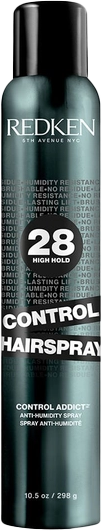 REDKEN
5TH AVENUE NYC
28
HIGH HOLD
CONTROL
HAIRSPRAY
CONTROL ADDICT
ANTI-HUMIDITY SPRAY
SPRAY ANTI-HUMIDITÉ
10.5 oz / 298 g